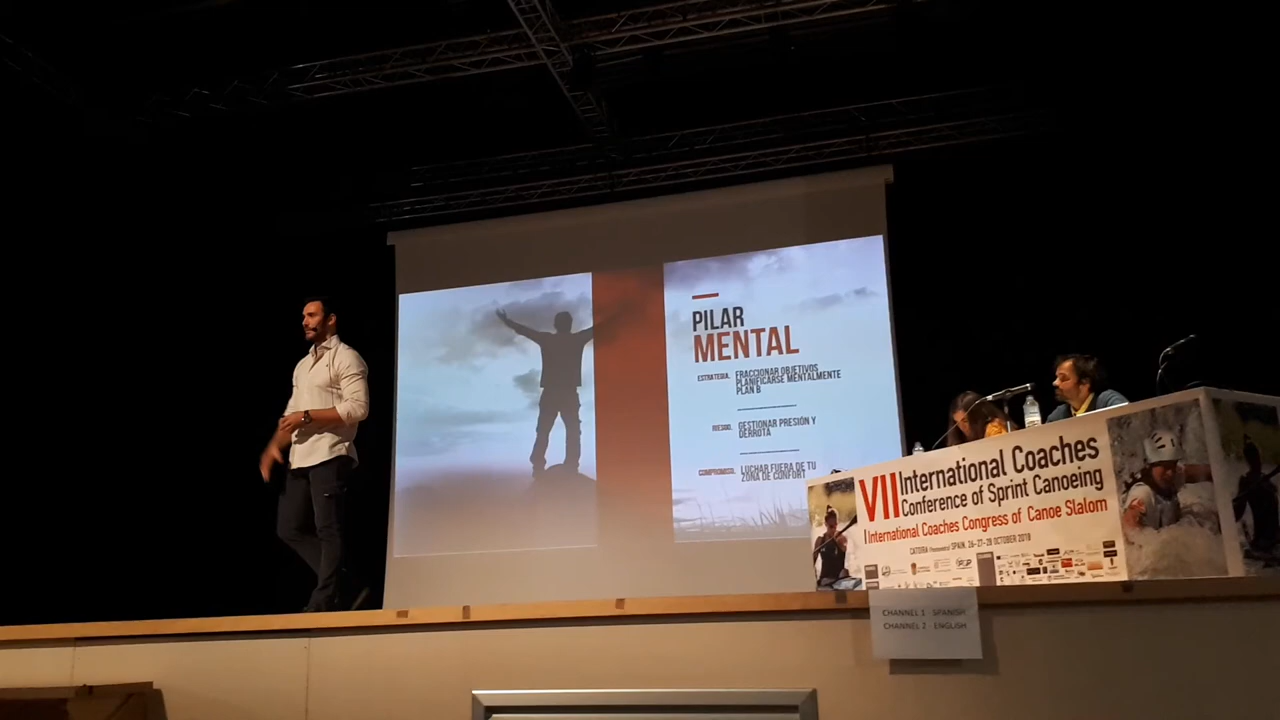 PILAR
MENTAL
ESTRATEGIA. FRACCIONAR OBJETIVOS
PLANIFICARSE MENTALMENTE
PLAN B
RIESGO. GESTIONAR PRESIÓN Y
DERROTA
COMPROMISO. LUCHAR FUERA DE TU
ZONA DE CONFORT
VII International Coaches
Conference of Sprint Canoeing
I International Coaches Congress of Canoe Slalom
CATOIRA (Pontevedra) SPAIN, 26-27-28 OCTOBER 2018
CHANNEL 1 - SPANISH
CHANNEL 2 - ENGLISH